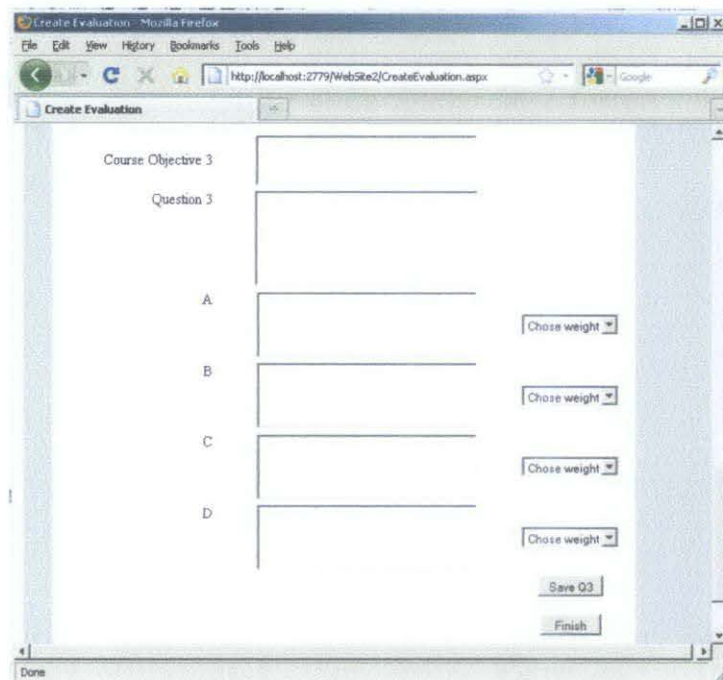 Create Evaluation - Mozilla Firefox
File Edit View History Bookmarks Tools Help
http://localhost:2779/WebSite2/CreateEvaluation.aspx
Google
Create Evaluation
Course Objective 3
Question 3
A
Chose weight
B
Chose weight
C
Chose weight
D
Chose weight
Save Q3
Finish
Done